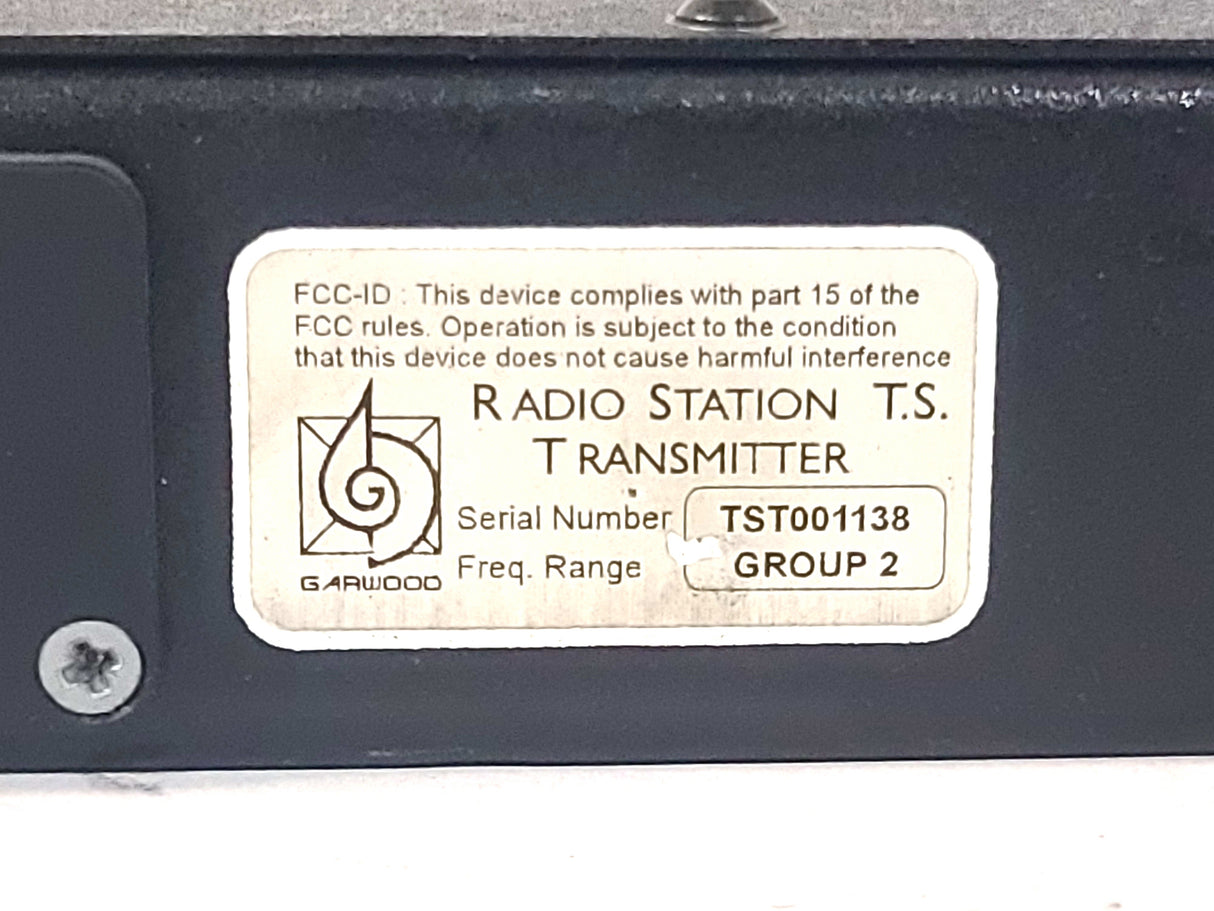 FCC-ID : This device complies with part 15 of the
FCC rules. Operation is subject to the condition
that this device does not cause harmful interference
RADIO STATION T.S.
TRANSMITTER
Serial Number TST001138
Freq. Range GROUP 2
GARWOOD